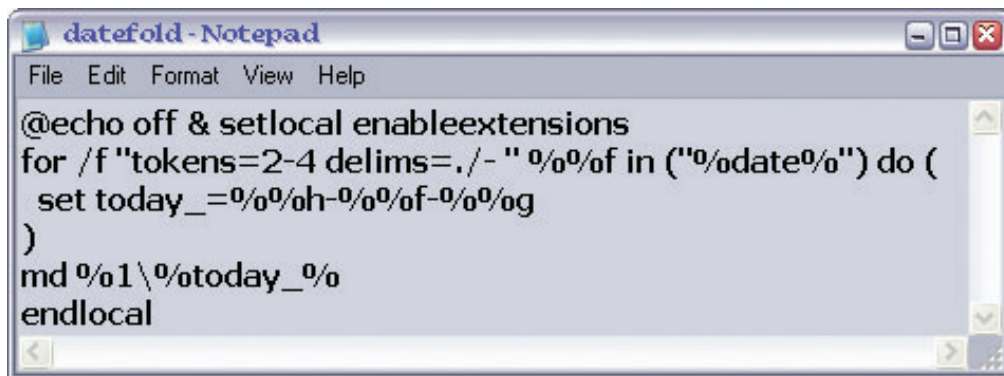 datefold - Notepad
File Edit Format View Help
@echo off & setlocal enableextensions
for /f "tokens=2-4 delims=./- " %%f in ("%date%") do (
  set today_=%%h-%%f-%%g
)
md %1\%today_%
endlocal